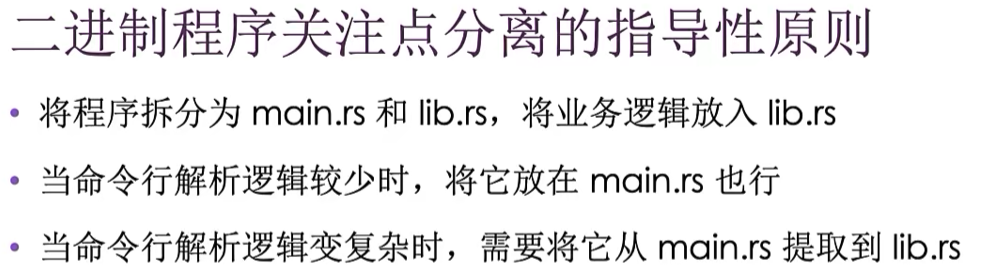 二进制程序关注点分离的指导性原则
• 将程序拆分为 main.rs 和 lib.rs，将业务逻辑放入 lib.rs
• 当命令行解析逻辑较少时，将它放在 main.rs 也行
• 当命令行解析逻辑变复杂时，需要将它从 main.rs 提取到 lib.rs